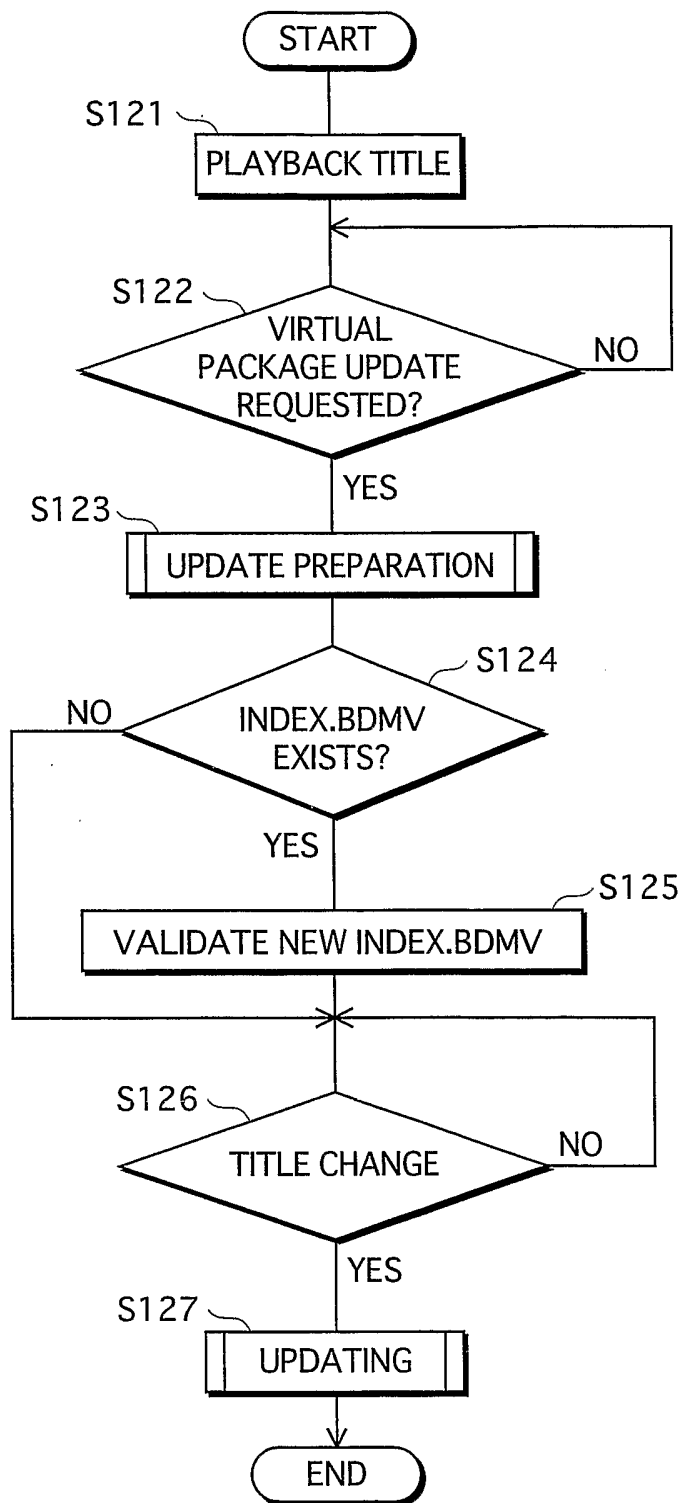 START
S121
PLAYBACK TITLE
S122
VIRTUAL
PACKAGE UPDATE
REQUESTED?
NO
YES
S123
UPDATE PREPARATION
S124
NO
INDEX.BDMV
EXISTS?
YES
S125
VALIDATE NEW INDEX.BDMV
S126
TITLE CHANGE
NO
YES
S127
UPDATING
END